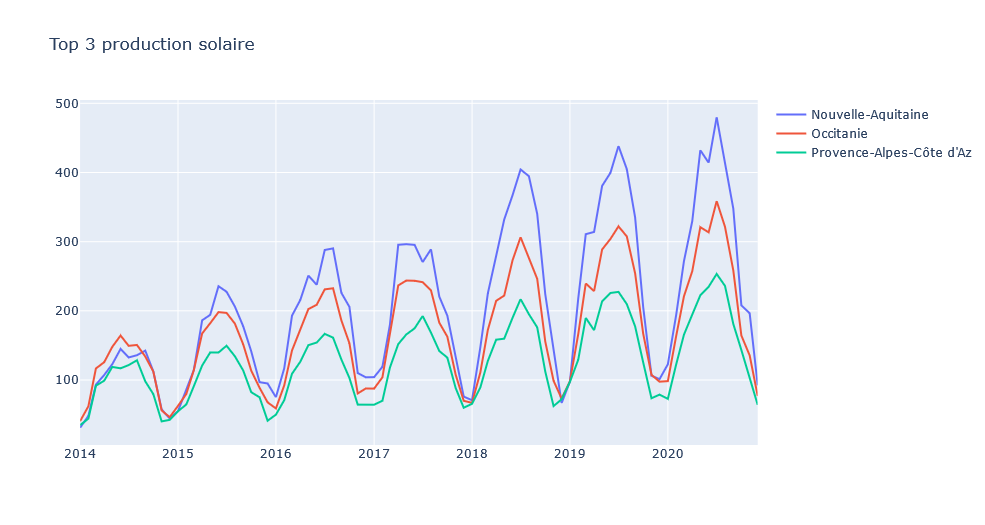 Top 3 production solaire
500
400
300
200
100
2014 2015 2016 2017 2018 2019 2020
Nouvelle-Aquitaine
Occitanie
Provence-Alpes-Côte d'Az